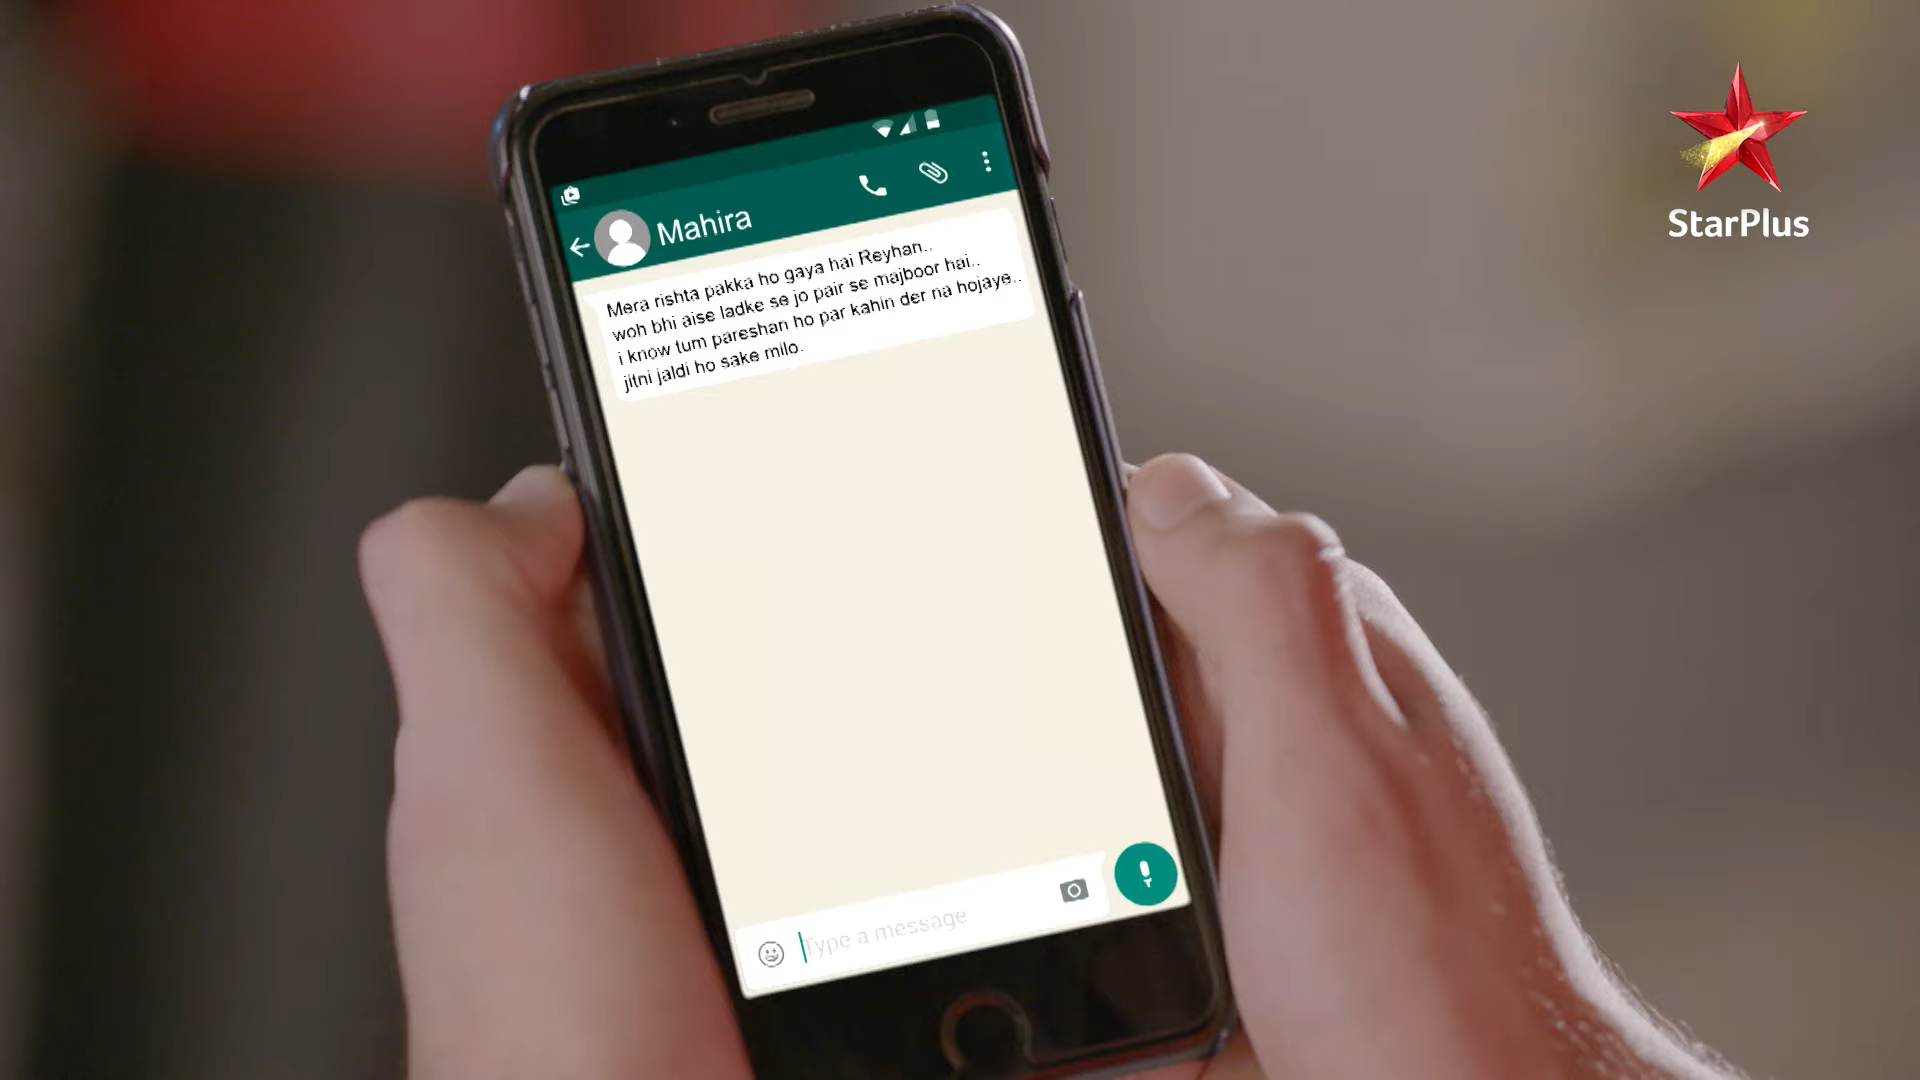 StarPlus
Mahira
Mera rishta pakka ho gaya hai Reyhan..
woh bhi aise ladke se jo pair se majboor hai..
i know tum pareshan ho par kahin der na hojaye..
jitni jaldi ho sake milo.
Type a message